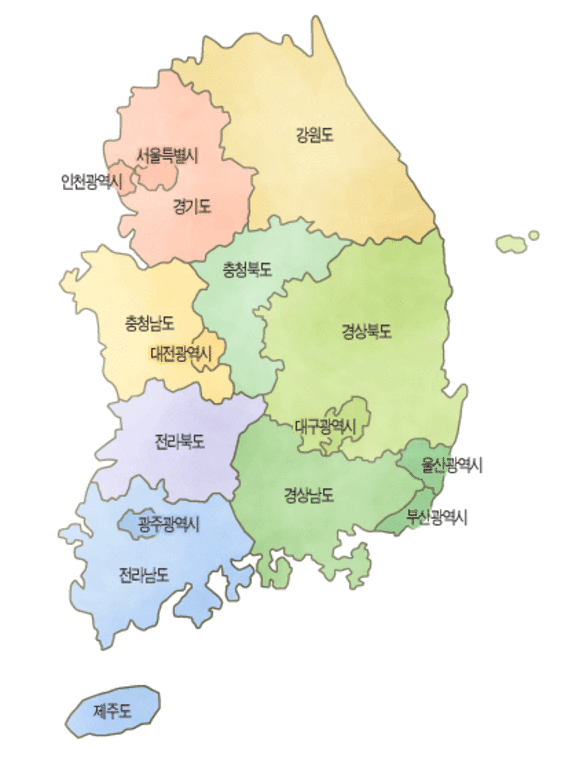 강원도
서울특별시
인천광역시
경기도
충청북도
충청남도
경상북도
대전광역시
대구광역시
전라북도
울산광역시
경상남도
부산광역시
광주광역시
전라남도
제주도